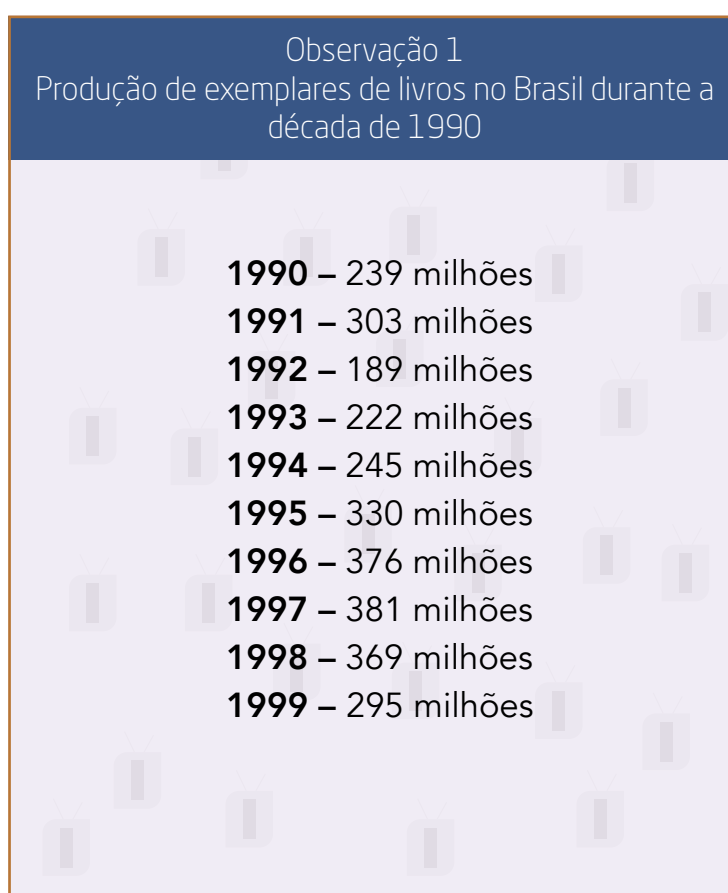 Observação 1
Produção de exemplares de livros no Brasil durante a
década de 1990
1990 – 239 milhões
1991 – 303 milhões
1992 – 189 milhões
1993 – 222 milhões
1994 – 245 milhões
1995 – 330 milhões
1996 – 376 milhões
1997 – 381 milhões
1998 – 369 milhões
1999 – 295 milhões